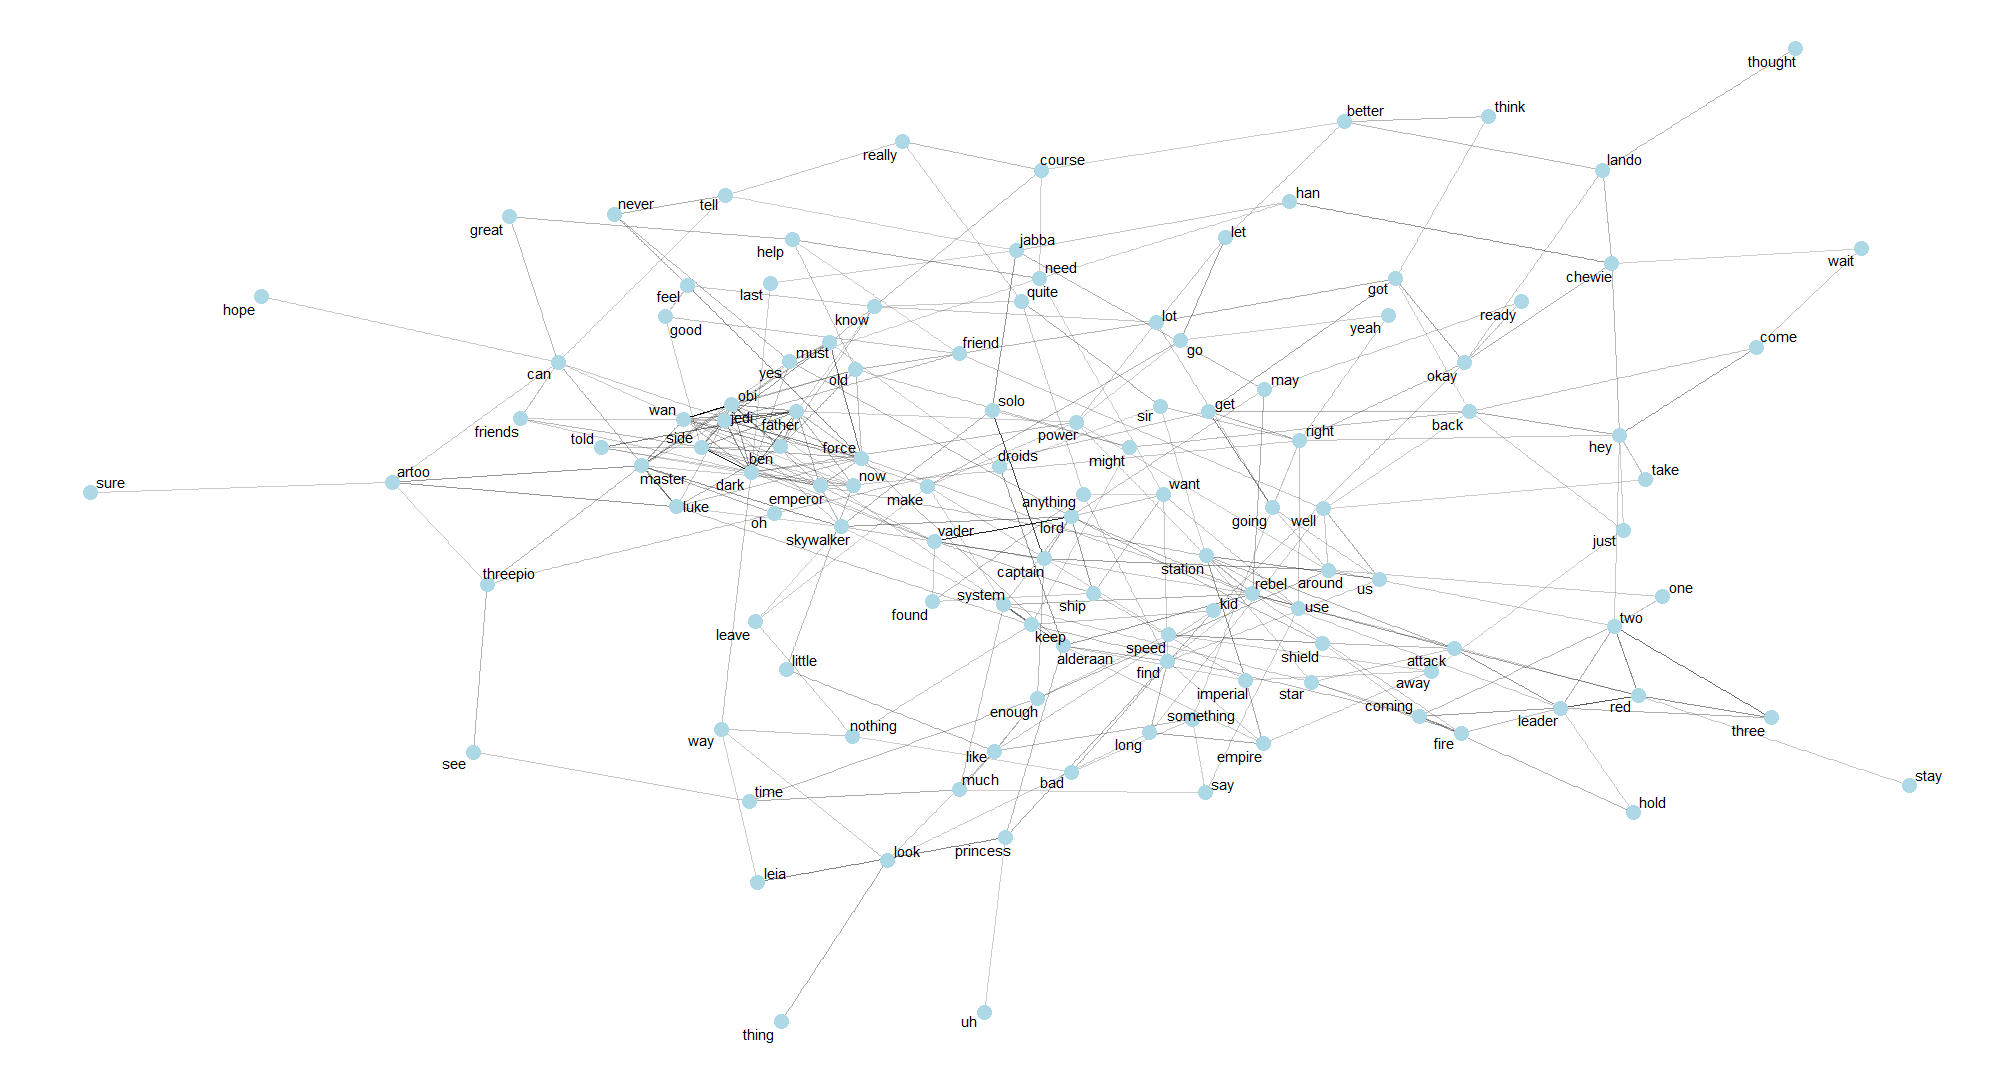 thought
better
think
really
course
lando
never
tell
han
great
let
help
jabba
wait
need
chewie
feel
last
quite
got
hope
know
lot
yeah
ready
good
must
friend
go
come
can
yes
old
may
okay
wan
obi
solo
get
friends
jedi
father
sir
back
told
side
force
power
right
hey
ben
droids
might
artoo
master
dark
now
take
sure
emperor
make
anything
want
luke
oh
lord
going
well
skywalker
vader
just
threepio
captain
station
rebel
around
us
one
system
found
ship
kid
use
two
leave
keep
little
alderaan
speed
shield
attack
find
away
imperial
star
way
nothing
enough
something
coming
leader
red
see
like
long
empire
fire
three
time
much
bad
say
stay
hold
look
princess
leia
thing
uh